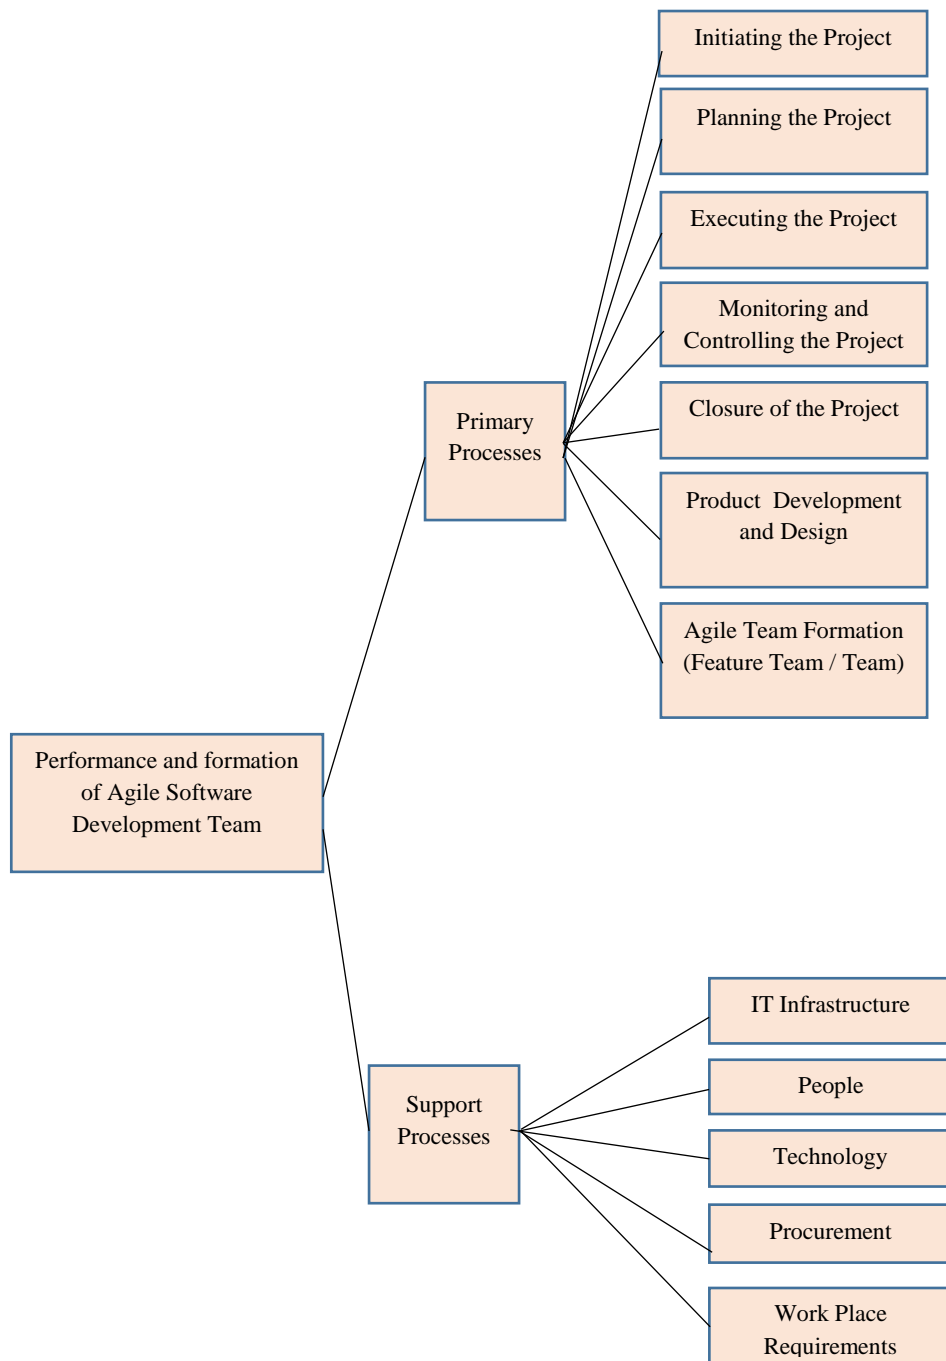 Initiating the Project
Planning the Project
Executing the Project
Monitoring and
Controlling the Project
Closure of the Project
Product  Development
and Design
Agile Team Formation
(Feature Team / Team)
Primary
Processes
Performance and formation
of Agile Software
Development Team
Support
Processes
IT Infrastructure
People
Technology
Procurement
Work Place
Requirements